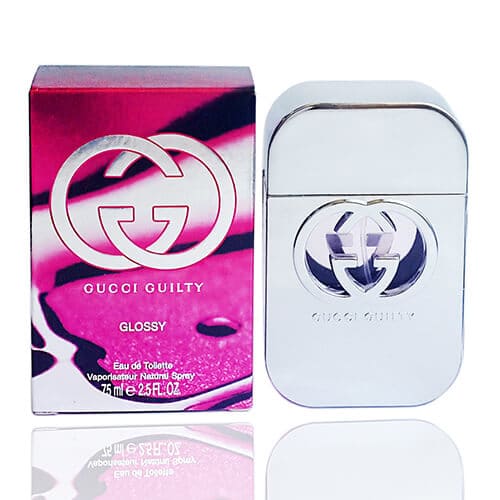 GUCCI GUILTY
GLOSSY
Eau de Toilette
Vaporisateur Natural Spray
75 ml e 2.5 FL.OZ.
GUCCI GUILTY